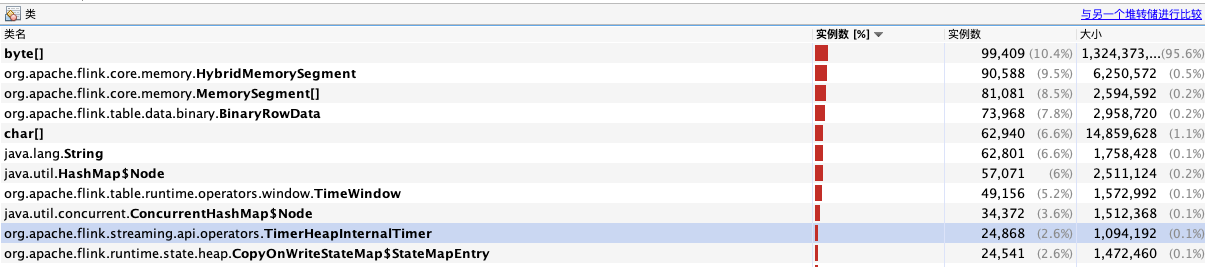 类 与另一个堆转储进行比较
类名 实例数 [%] 实例数 大小
byte[] 99,409 (10.4%) 1,324,373,...(95.6%)
org.apache.flink.core.memory.HybridMemorySegment 90,588 (9.5%) 6,250,572 (0.5%)
org.apache.flink.core.memory.MemorySegment[] 81,081 (8.5%) 2,594,592 (0.2%)
org.apache.flink.table.data.binary.BinaryRowData 73,968 (7.8%) 2,958,720 (0.2%)
char[] 62,940 (6.6%) 14,859,628 (1.1%)
java.lang.String 62,801 (6.6%) 1,758,428 (0.1%)
java.util.HashMap$Node 57,071 (6%) 2,511,124 (0.2%)
org.apache.flink.table.runtime.operators.window.TimeWindow 49,156 (5.2%) 1,572,992 (0.1%)
java.util.concurrent.ConcurrentHashMap$Node 34,372 (3.6%) 1,512,368 (0.1%)
org.apache.flink.streaming.api.operators.TimerHeapInternalTimer 24,868 (2.6%) 1,094,192 (0.1%)
org.apache.flink.runtime.state.heap.CopyOnWriteStateMap$StateMapEntry 24,541 (2.6%) 1,472,460 (0.1%)